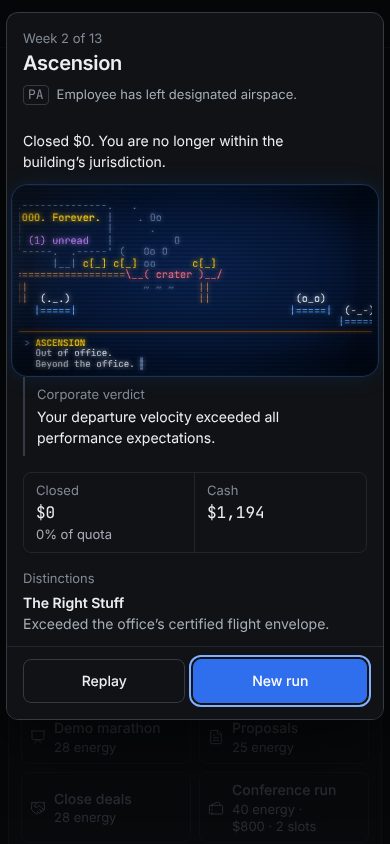 Week 2 of 13
Ascension
PA Employee has left designated airspace.
Closed $0. You are no longer within the
building’s jurisdiction.
000. Forever.
(1) unread
c[_] c[_] c[_]
\__( crater )__/
(._.) (o_o) (-_-)
|=====| |=====| |=====
> ASCENSION
Out of office.
Beyond the office.
Corporate verdict
Your departure velocity exceeded all
performance expectations.
Closed Cash
$0 $1,194
0% of quota
Distinctions
The Right Stuff
Exceeded the office’s certified flight envelope.
Replay New run
Demo marathon Proposals
28 energy 25 energy
Close deals Conference run
28 energy 40 energy ·
$800 · 2 slots